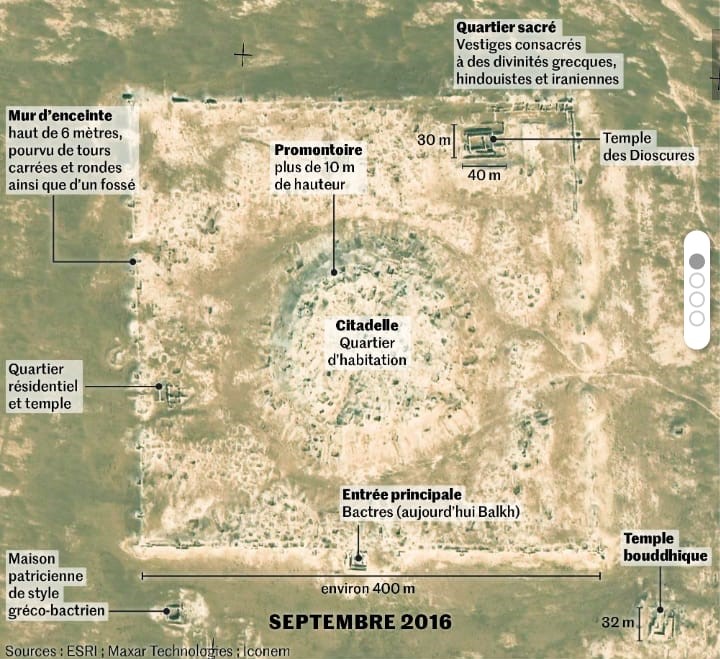 Quartier sacré
Vestiges consacrés
à des divinités grecques,
hindouistes et iraniennes
Mur d'enceinte
haut de 6 mètres,
pourvu de tours
carrées et rondes
ainsi que d'un fossé
Promontoire
plus de 10 m
de hauteur
30 m
40 m
Temple
des Dioscures
Citadelle
Quartier
d'habitation
Quartier
résidentiel
et temple
Entrée principale
Bactres (aujourd'hui Balkh)
Temple
bouddhique
Maison
patricienne
de style
gréco-bactrien
environ 400 m
32 m
SEPTEMBRE 2016
Sources : ESRI ; Maxar Technologies ; Iconem